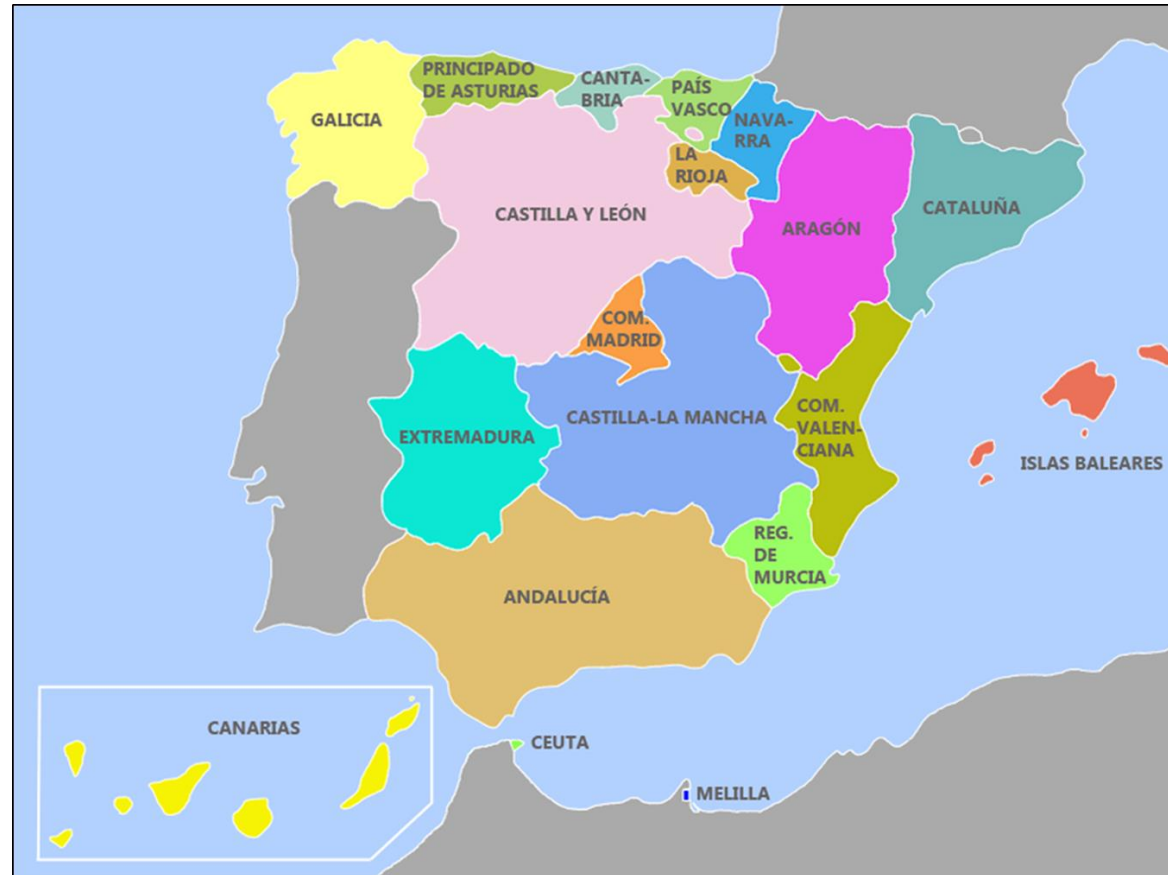 PRINCIPADO
DE ASTURIAS
CANTA-
BRIA
PAÍS
VASCO
NAVA-
RRA
GALICIA
LA
RIOJA
CASTILLA Y LEÓN
ARAGÓN
CATALUÑA
COM.
MADRID
EXTREMADURA
CASTILLA-LA MANCHA
COM.
VALEN-
CIANA
ISLAS BALEARES
REG.
DE
MURCIA
ANDALUCÍA
CANARIAS
CEUTA
MELILLA